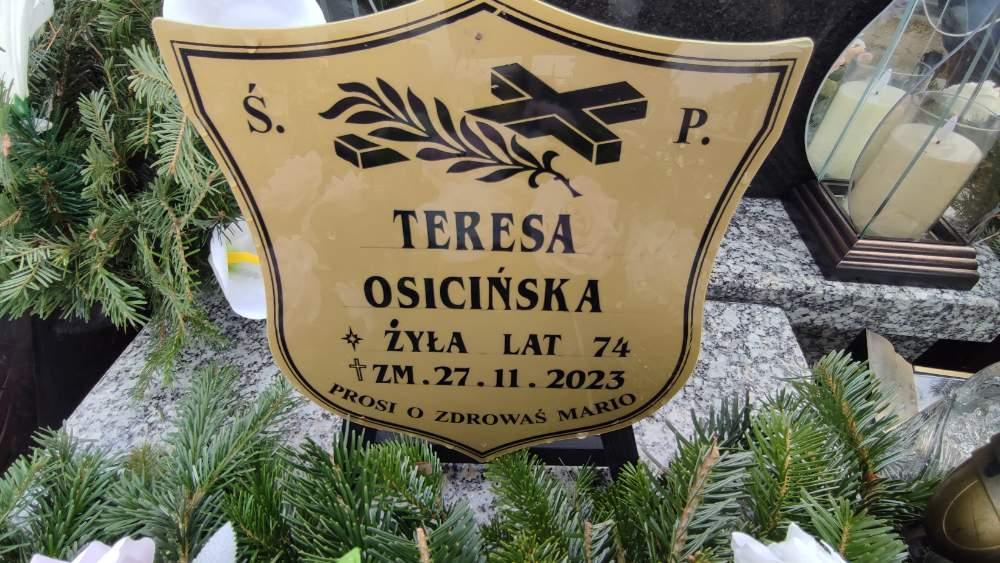 Ś. P.
TERESA
OSICIŃSKA
ŻYŁA LAT 74
ZM. 27. 11. 2023
PROSI O ZDROWAŚ MARIO